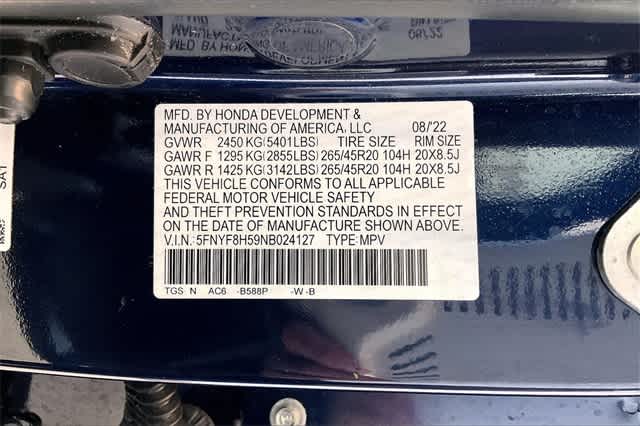 MFD. BY HONDA DEVELOPMENT &
MANUFACTURING OF AMERICA, LLC 08/22
GVWR 2450 KG(5401LBS) TIRE SIZE RIM SIZE
GAWR F 1295 KG(2855LBS) 265/45R20 104H 20X8.5J
GAWR R 1425 KG(3142LBS) 265/45R20 104H 20X8.5J
THIS VEHICLE CONFORMS TO ALL APPLICABLE
FEDERAL MOTOR VEHICLE SAFETY
AND THEFT PREVENTION STANDARDS IN EFFECT
ON THE DATE OF MANUFACTURE SHOWN ABOVE.
V.I.N.: 5FNYF8H59NB024127 TYPE:MPV
TGS N AC6 -B588P -W -B
SA1